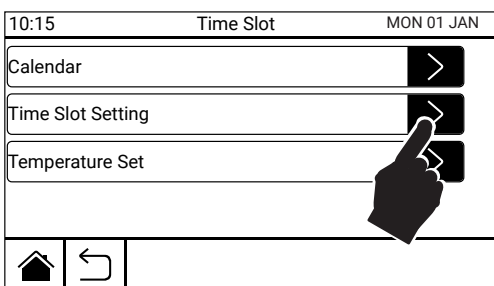 10:15 Time Slot MON 01 JAN
Calendar
Time Slot Setting
Temperature Set